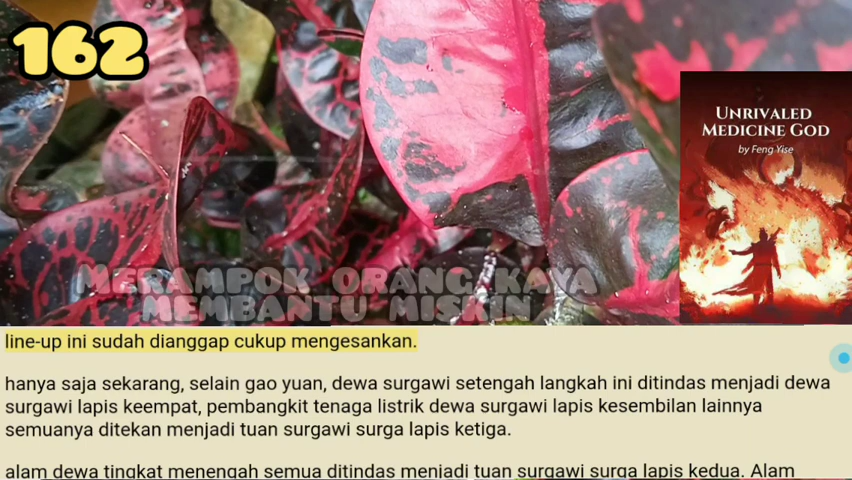 162
UNRIVALED
MEDICINE GOD
by Feng Yise
MERAMPOK ORANG KAYA
MEMBANTU MISKIN
line-up ini sudah dianggap cukup mengesankan.
hanya saja sekarang, selain gao yuan, dewa surgawi setengah langkah ini ditindas menjadi dewa
surgawi lapis keempat, pembangkit tenaga listrik dewa surgawi lapis kesembilan lainnya
semuanya ditekan menjadi tuan surgawi surga lapis ketiga.
alam dewa tingkat menengah semua ditindas menjadi tuan surgawi surga lapis kedua. Alam